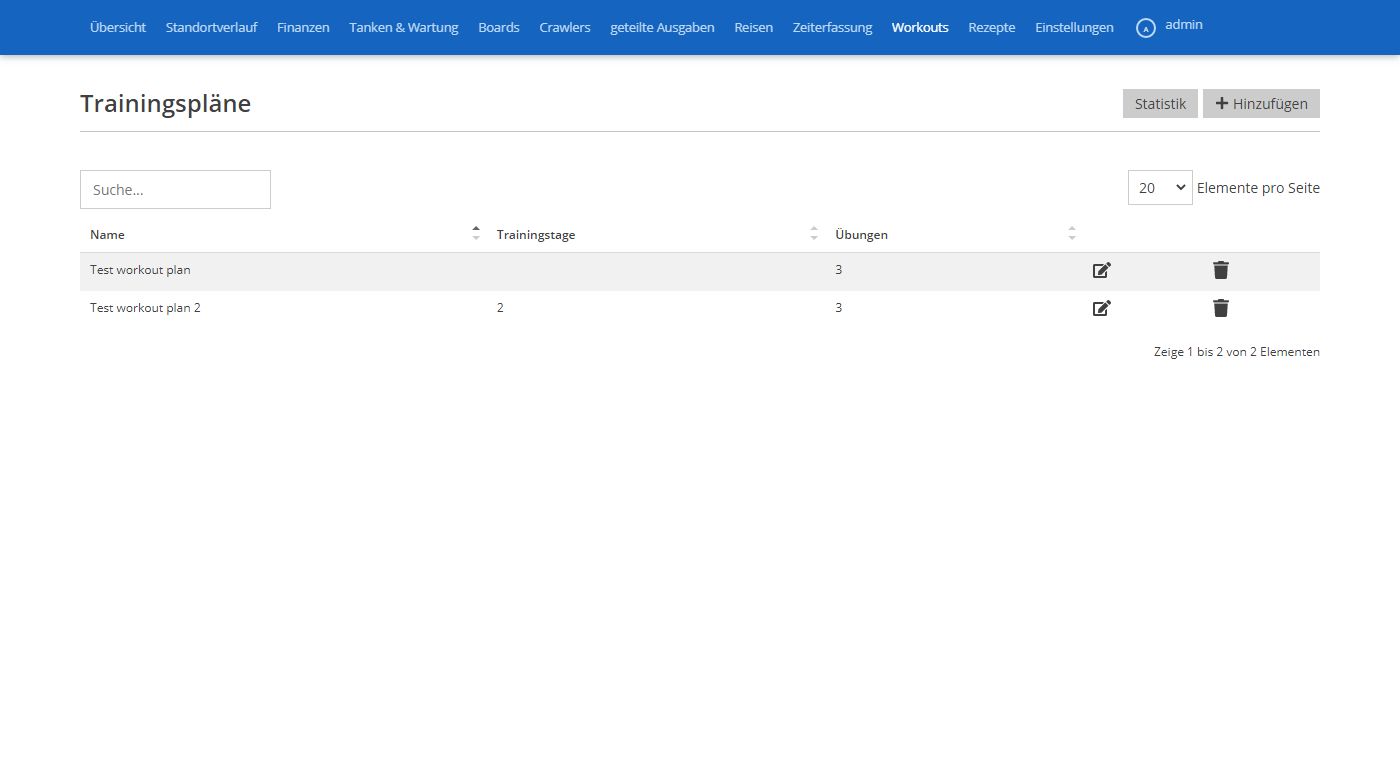 Übersicht Standortverlauf Finanzen Tanken & Wartung Boards Crawlers geteilte Ausgaben Reisen Zeiterfassung Workouts Rezepte Einstellungen A admin
Trainingspläne Statistik Hinzufügen
Suche... 20 Elemente pro Seite
Name Trainingstage Übungen
Test workout plan 3
Test workout plan 2 2 3
Zeige 1 bis 2 von 2 Elementen